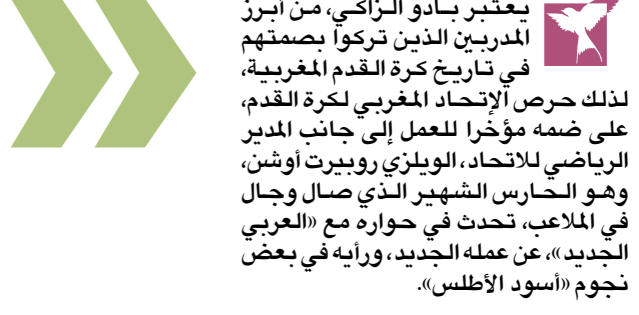 يعتبر بادو الزاكي، من أبرز
المدربين الذين تركوا بصمتهم
في تاريخ كرة القدم المغربية،
لذلك حرص الإتحاد المغربي لكرة القدم،
على ضمه مؤخرا للعمل إلى جانب المدير
الرياضي للاتحاد، الويلزي روبيرت أوشن،
وهو الحارس الشهير الذي صال وجال
في الملاعب، تحدث في حواره مع «العربي
الجديد»، عن عمله الجديد، ورأيه في بعض
نجوم «أسود الأطلس».